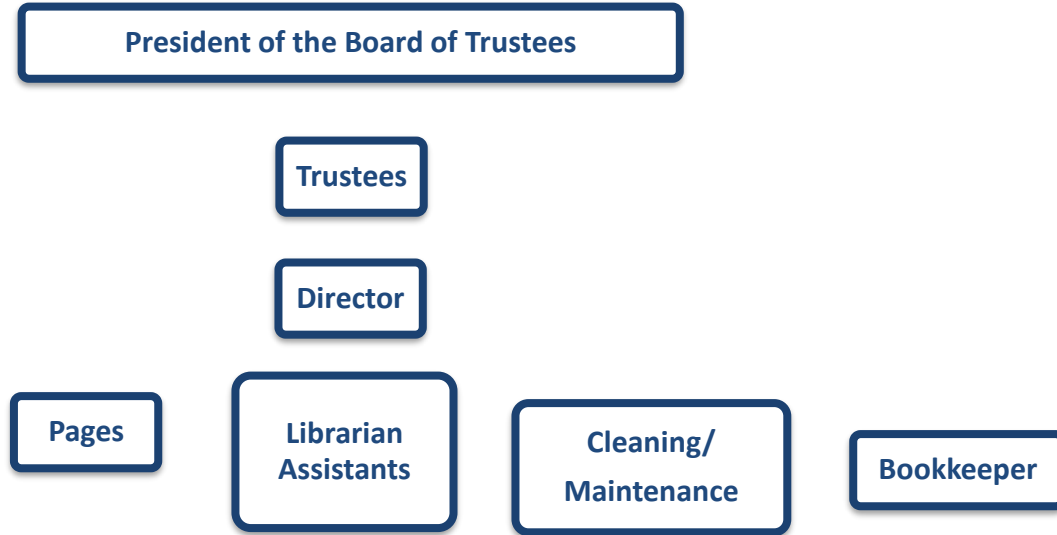 President of the Board of Trustees
Trustees
Director
Pages
Librarian
Assistants
Cleaning/
Maintenance
Bookkeeper